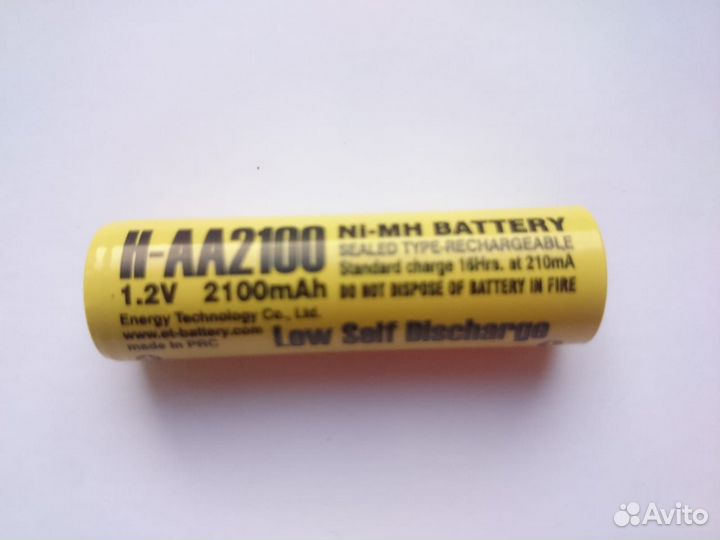 H-AA2100
NI-MH BATTERY
SEALED TYPE-RECHARGEABLE
Standard charge 16Hrs. at 210mA
1.2V 2100mAh
DO NOT DISPOSE OF BATTERY IN FIRE
Energy Technology Co., Ltd.
www.et-battery.com
made in PRC
Low Self Discharge
Avito